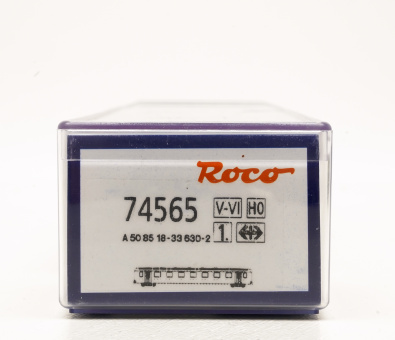 Roco
74565 V-VI H0
A 50 85 18-33 630-2 1.